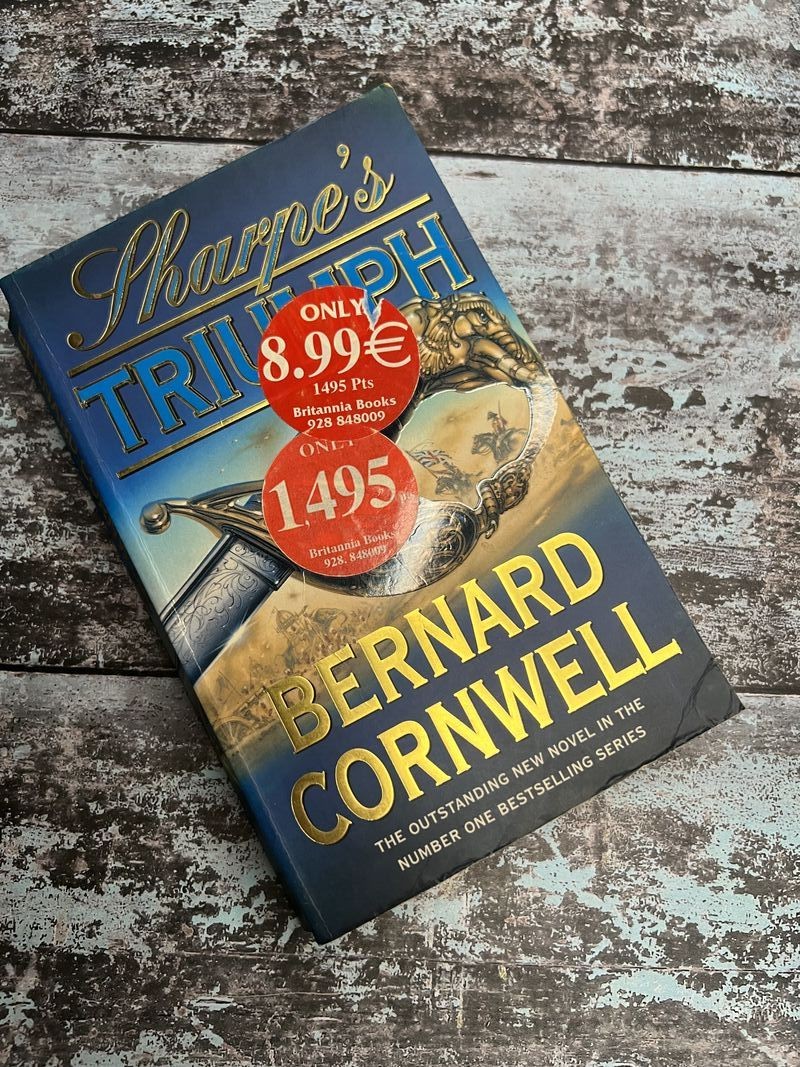 Sharpe's
TRIUMPH
ONLY
8.99€
1495 Pts
Britannia Books
928 848009
ONLY
1,495
Britannia Books
928. 848009
BERNARD
CORNWELL
THE OUTSTANDING NEW NOVEL IN THE
NUMBER ONE BESTSELLING SERIES